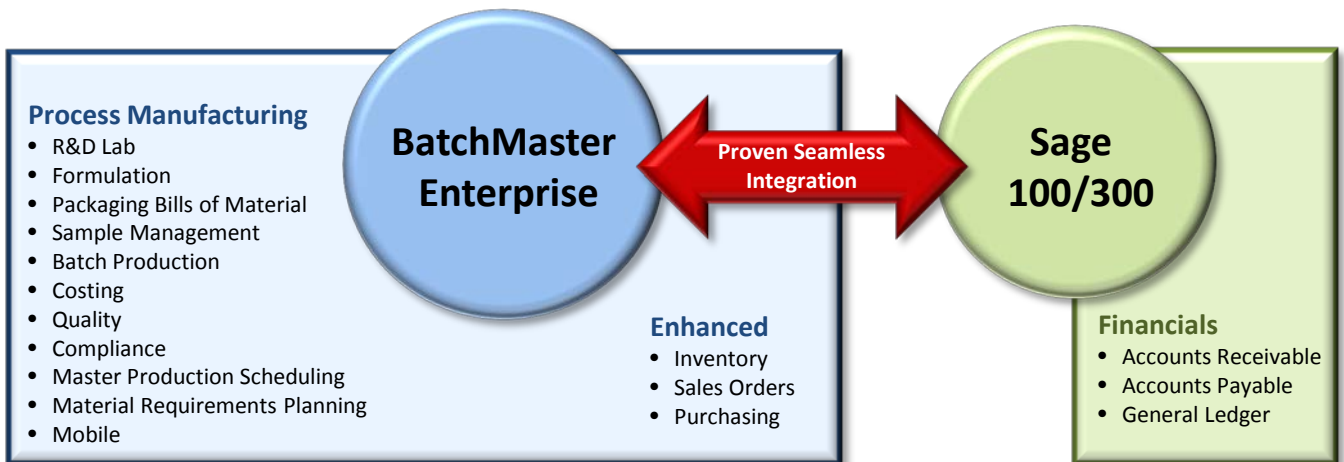 Process Manufacturing
• R&D Lab
• Formulation
• Packaging Bills of Material
• Sample Management
• Batch Production
• Costing
• Quality
• Compliance
• Master Production Scheduling
• Material Requirements Planning
• Mobile
BatchMaster
Enterprise
Enhanced
• Inventory
• Sales Orders
• Purchasing
Proven Seamless
Integration
Sage
100/300
Financials
• Accounts Receivable
• Accounts Payable
• General Ledger